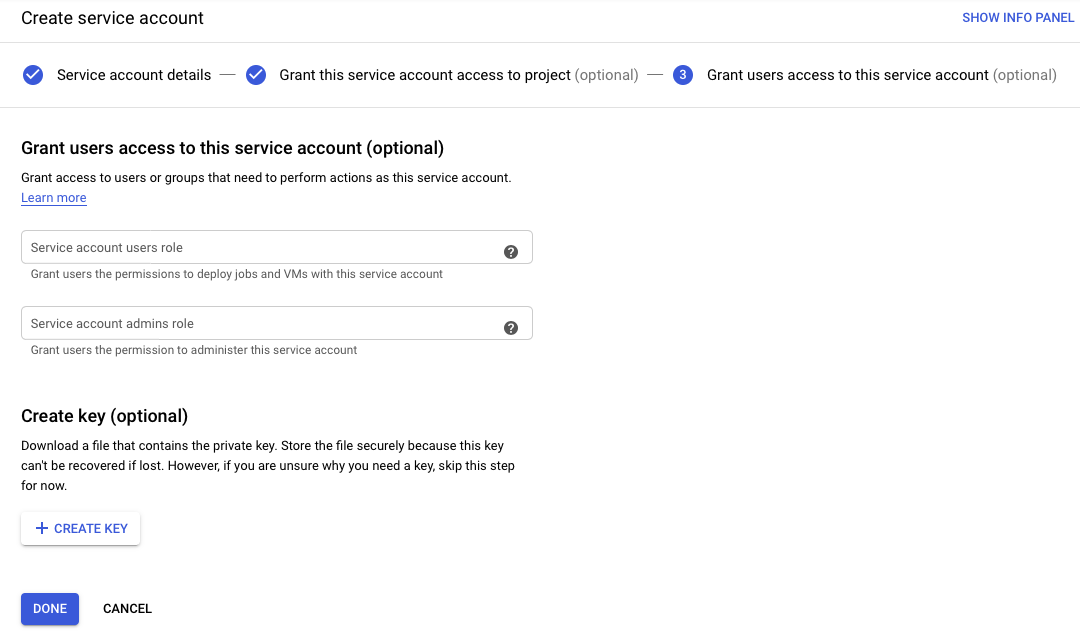 Create service account
SHOW INFO PANEL
Service account details — Grant this service account access to project (optional) — 3 Grant users access to this service account (optional)
Grant users access to this service account (optional)
Grant access to users or groups that need to perform actions as this service account.
Learn more
Service account users role ?
Grant users the permissions to deploy jobs and VMs with this service account
Service account admins role ?
Grant users the permission to administer this service account
Create key (optional)
Download a file that contains the private key. Store the file securely because this key
can't be recovered if lost. However, if you are unsure why you need a key, skip this step
for now.
+ CREATE KEY
DONE CANCEL